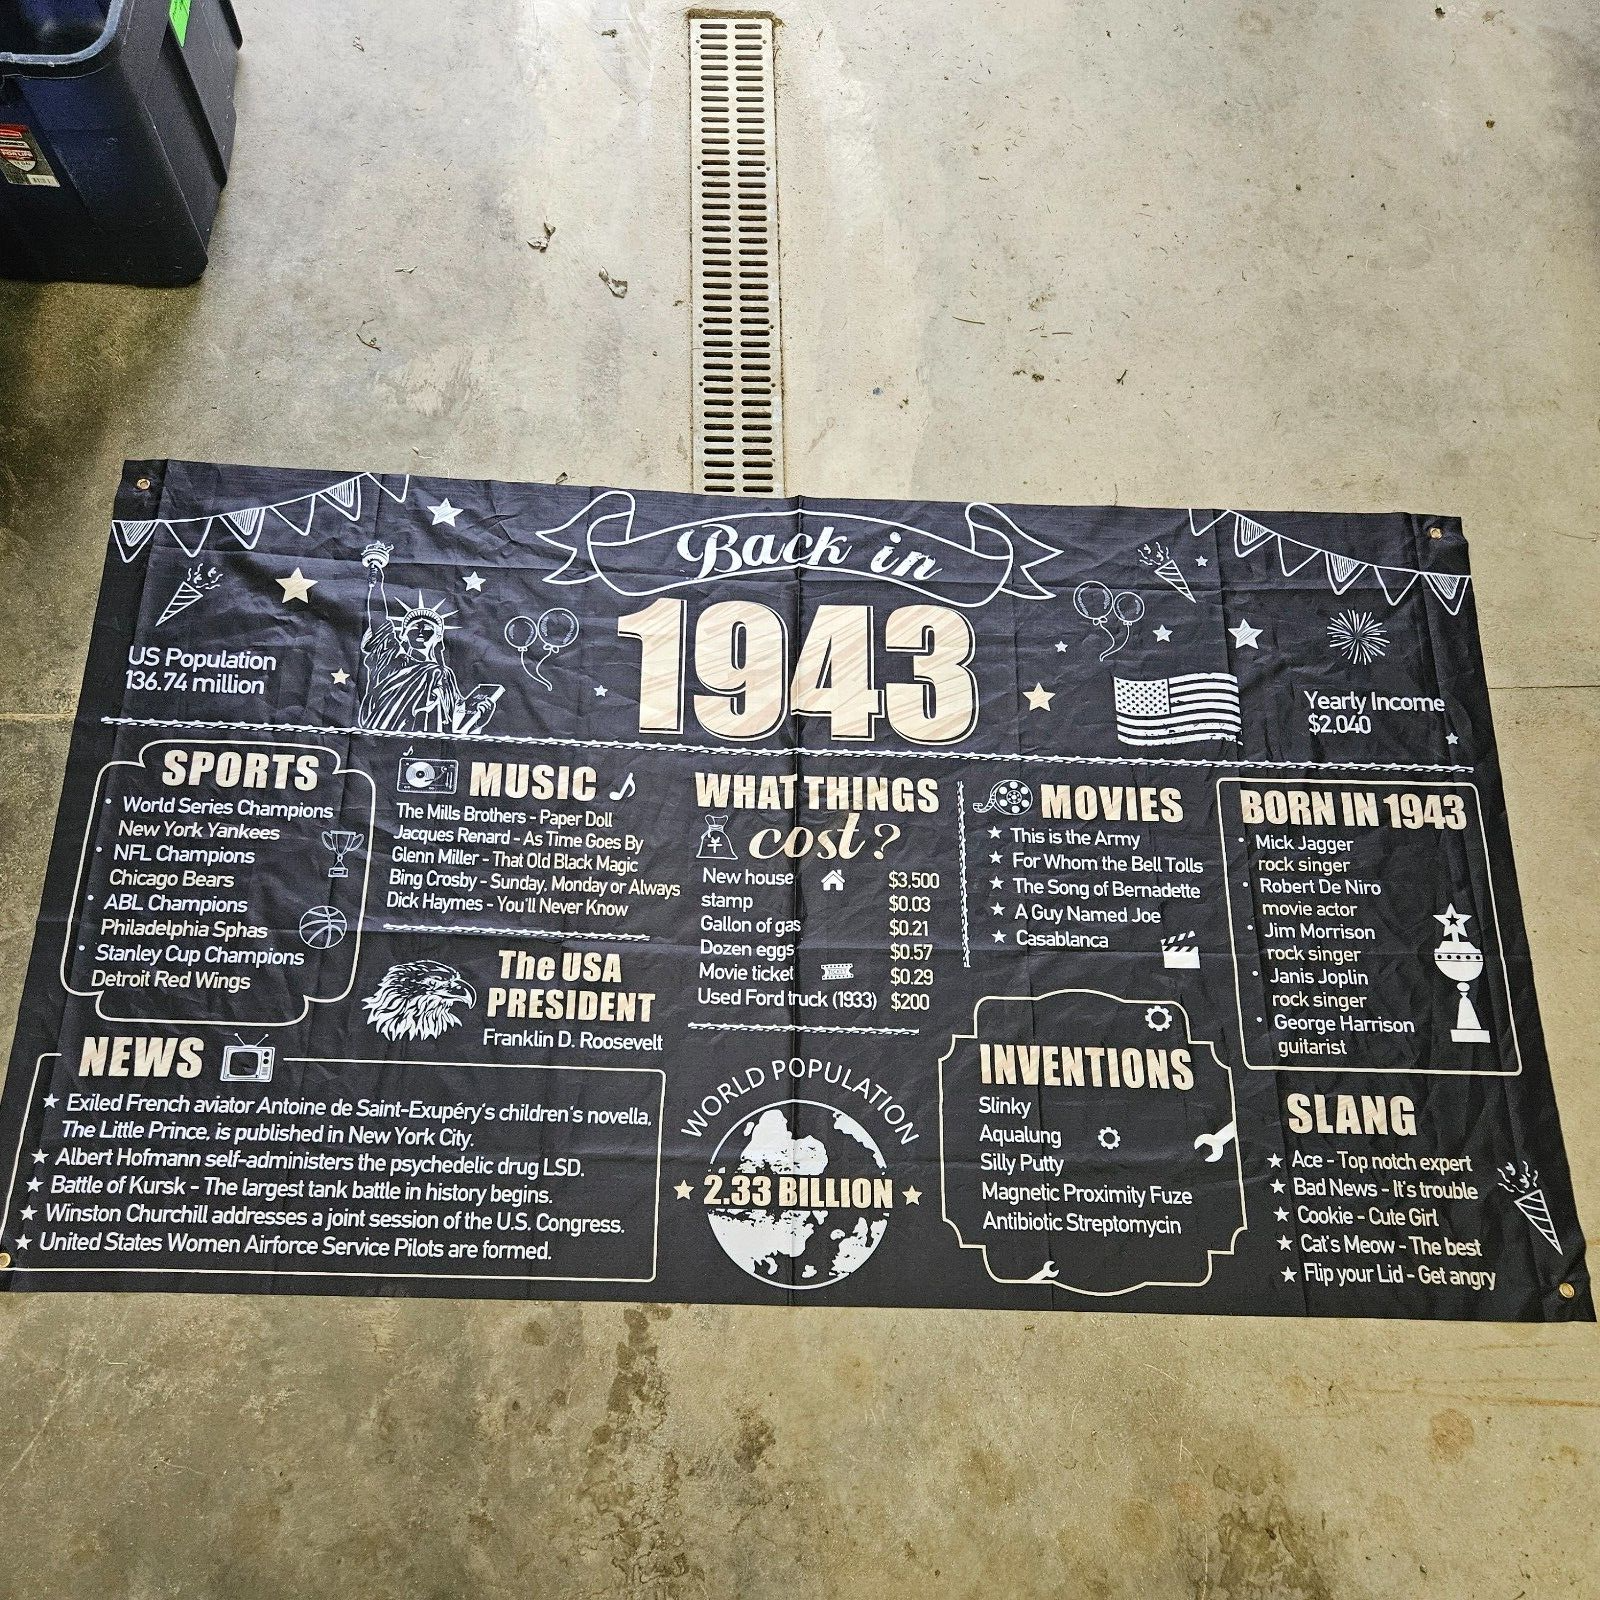 FOR LIFE
Back in
1943
US Population
136.74 million
Yearly Income
$2,040
SPORTS
World Series Champions
New York Yankees
NFL Champions
Chicago Bears
ABL Champions
Philadelphia Sphas
Stanley Cup Champions
Detroit Red Wings
MUSIC
The Mills Brothers - Paper Doll
Jacques Renard - As Time Goes By
Glenn Miller - That Old Black Magic
Bing Crosby - Sunday, Monday or Always
Dick Haymes - You'll Never Know
The USA
PRESIDENT
Franklin D. Roosevelt
WHAT THINGS
cost?
New house $3,500
stamp $0.03
Gallon of gas $0.21
Dozen eggs $0.57
Movie ticket $0.29
Used Ford truck (1933) $200
MOVIES
This is the Army
For Whom the Bell Tolls
The Song of Bernadette
A Guy Named Joe
Casablanca
BORN IN 1943
Mick Jagger
rock singer
Robert De Niro
movie actor
Jim Morrison
rock singer
Janis Joplin
rock singer
George Harrison
guitarist
NEWS
Exiled French aviator Antoine de Saint-Exupéry's children's novella,
The Little Prince, is published in New York City.
Albert Hofmann self-administers the psychedelic drug LSD.
Battle of Kursk - The largest tank battle in history begins.
Winston Churchill addresses a joint session of the U.S. Congress.
United States Women Airforce Service Pilots are formed.
WORLD POPULATION
2.33 BILLION
INVENTIONS
Slinky
Aqualung
Silly Putty
Magnetic Proximity Fuze
Antibiotic Streptomycin
SLANG
Ace - Top notch expert
Bad News - It's trouble
Cookie - Cute Girl
Cat's Meow - The best
Flip your Lid - Get angry